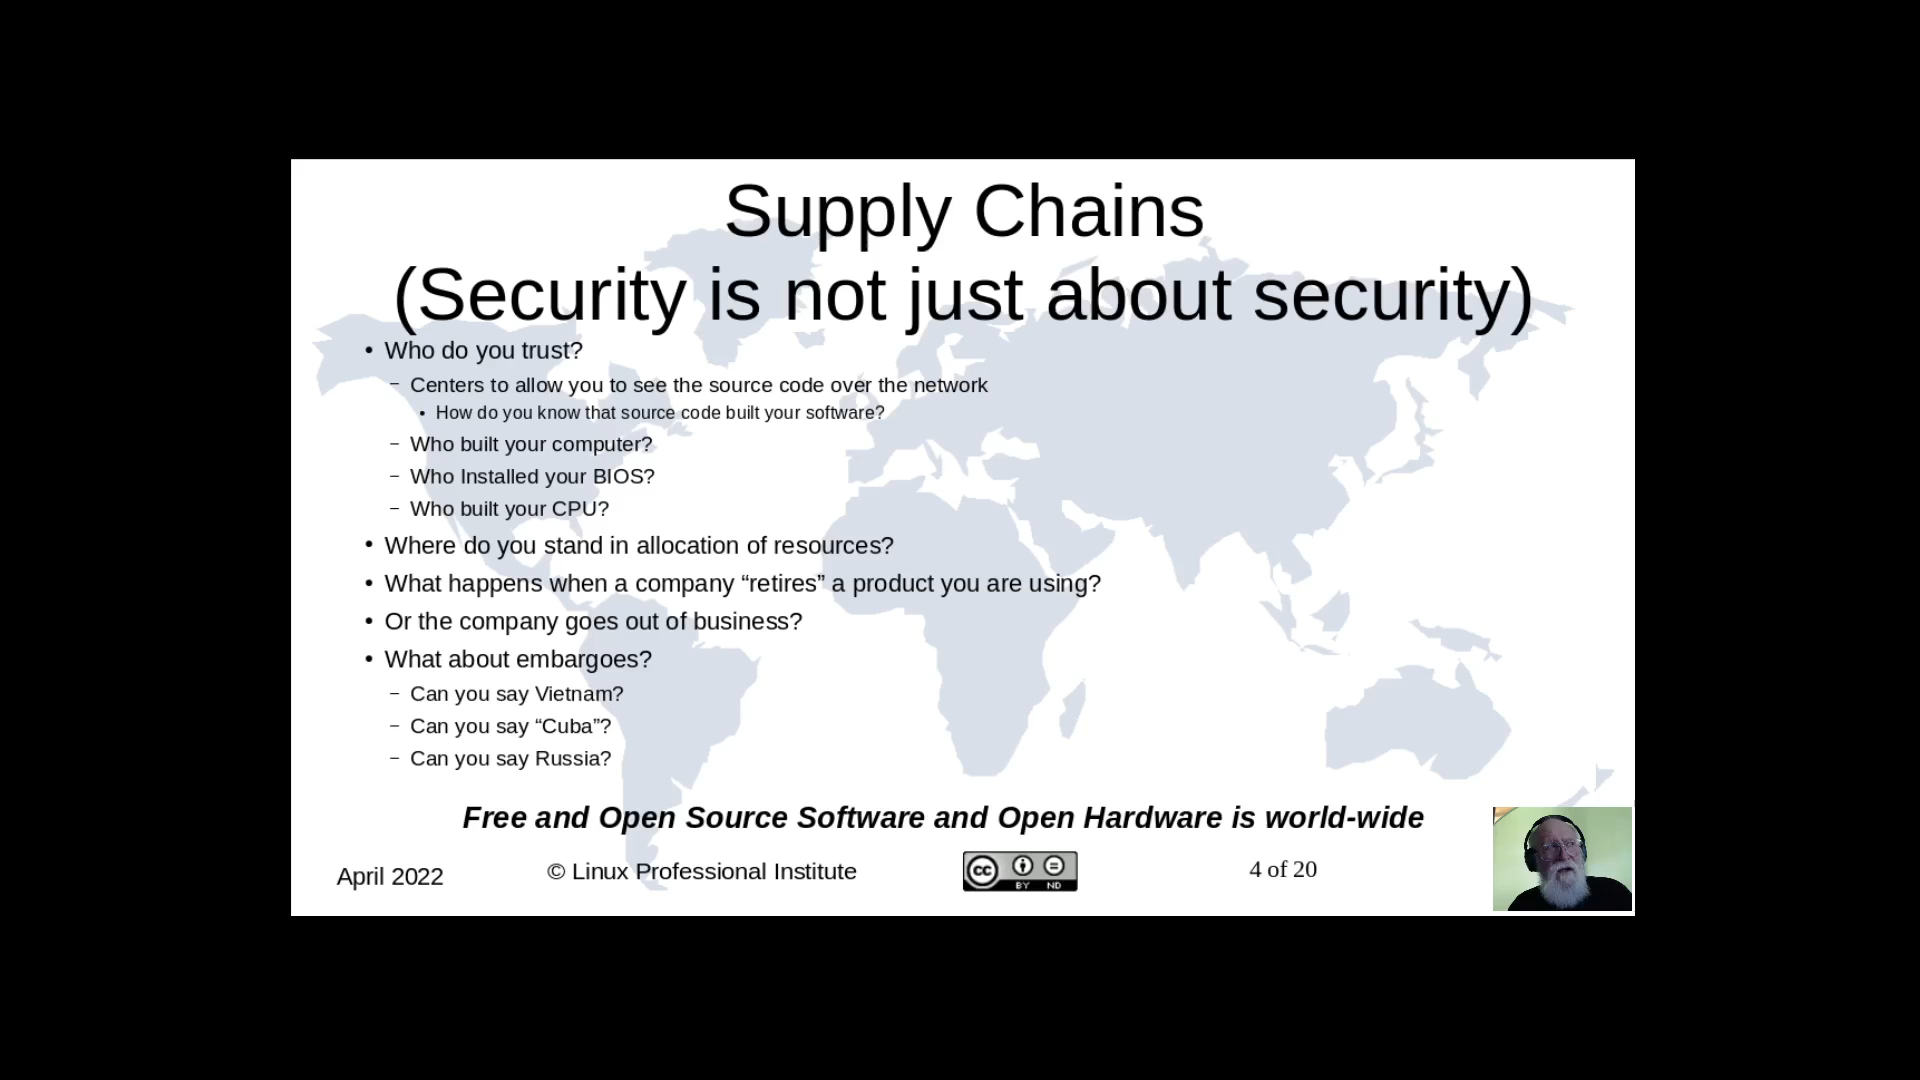 Supply Chains
(Security is not just about security)
• Who do you trust?
– Centers to allow you to see the source code over the network
• How do you know that source code built your software?
– Who built your computer?
– Who Installed your BIOS?
– Who built your CPU?
• Where do you stand in allocation of resources?
• What happens when a company “retires” a product you are using?
• Or the company goes out of business?
• What about embargoes?
– Can you say Vietnam?
– Can you say “Cuba”?
– Can you say Russia?
Free and Open Source Software and Open Hardware is world-wide
April 2022
© Linux Professional Institute
cc BY ND
4 of 20